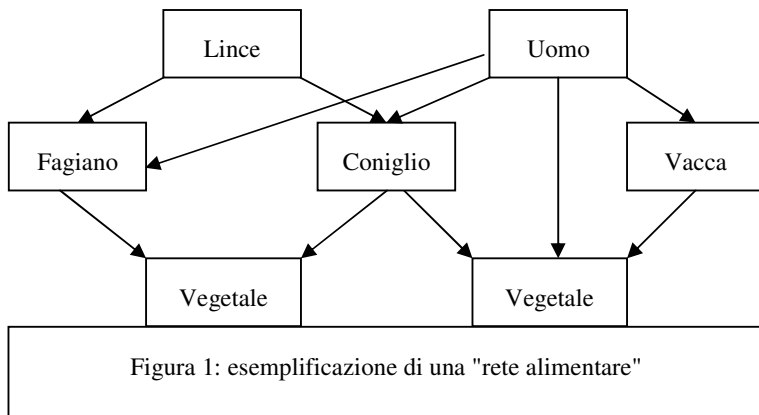 Lince
Uomo
Fagiano
Coniglio
Vacca
Vegetale
Vegetale
Figura 1: esemplificazione di una "rete alimentare"